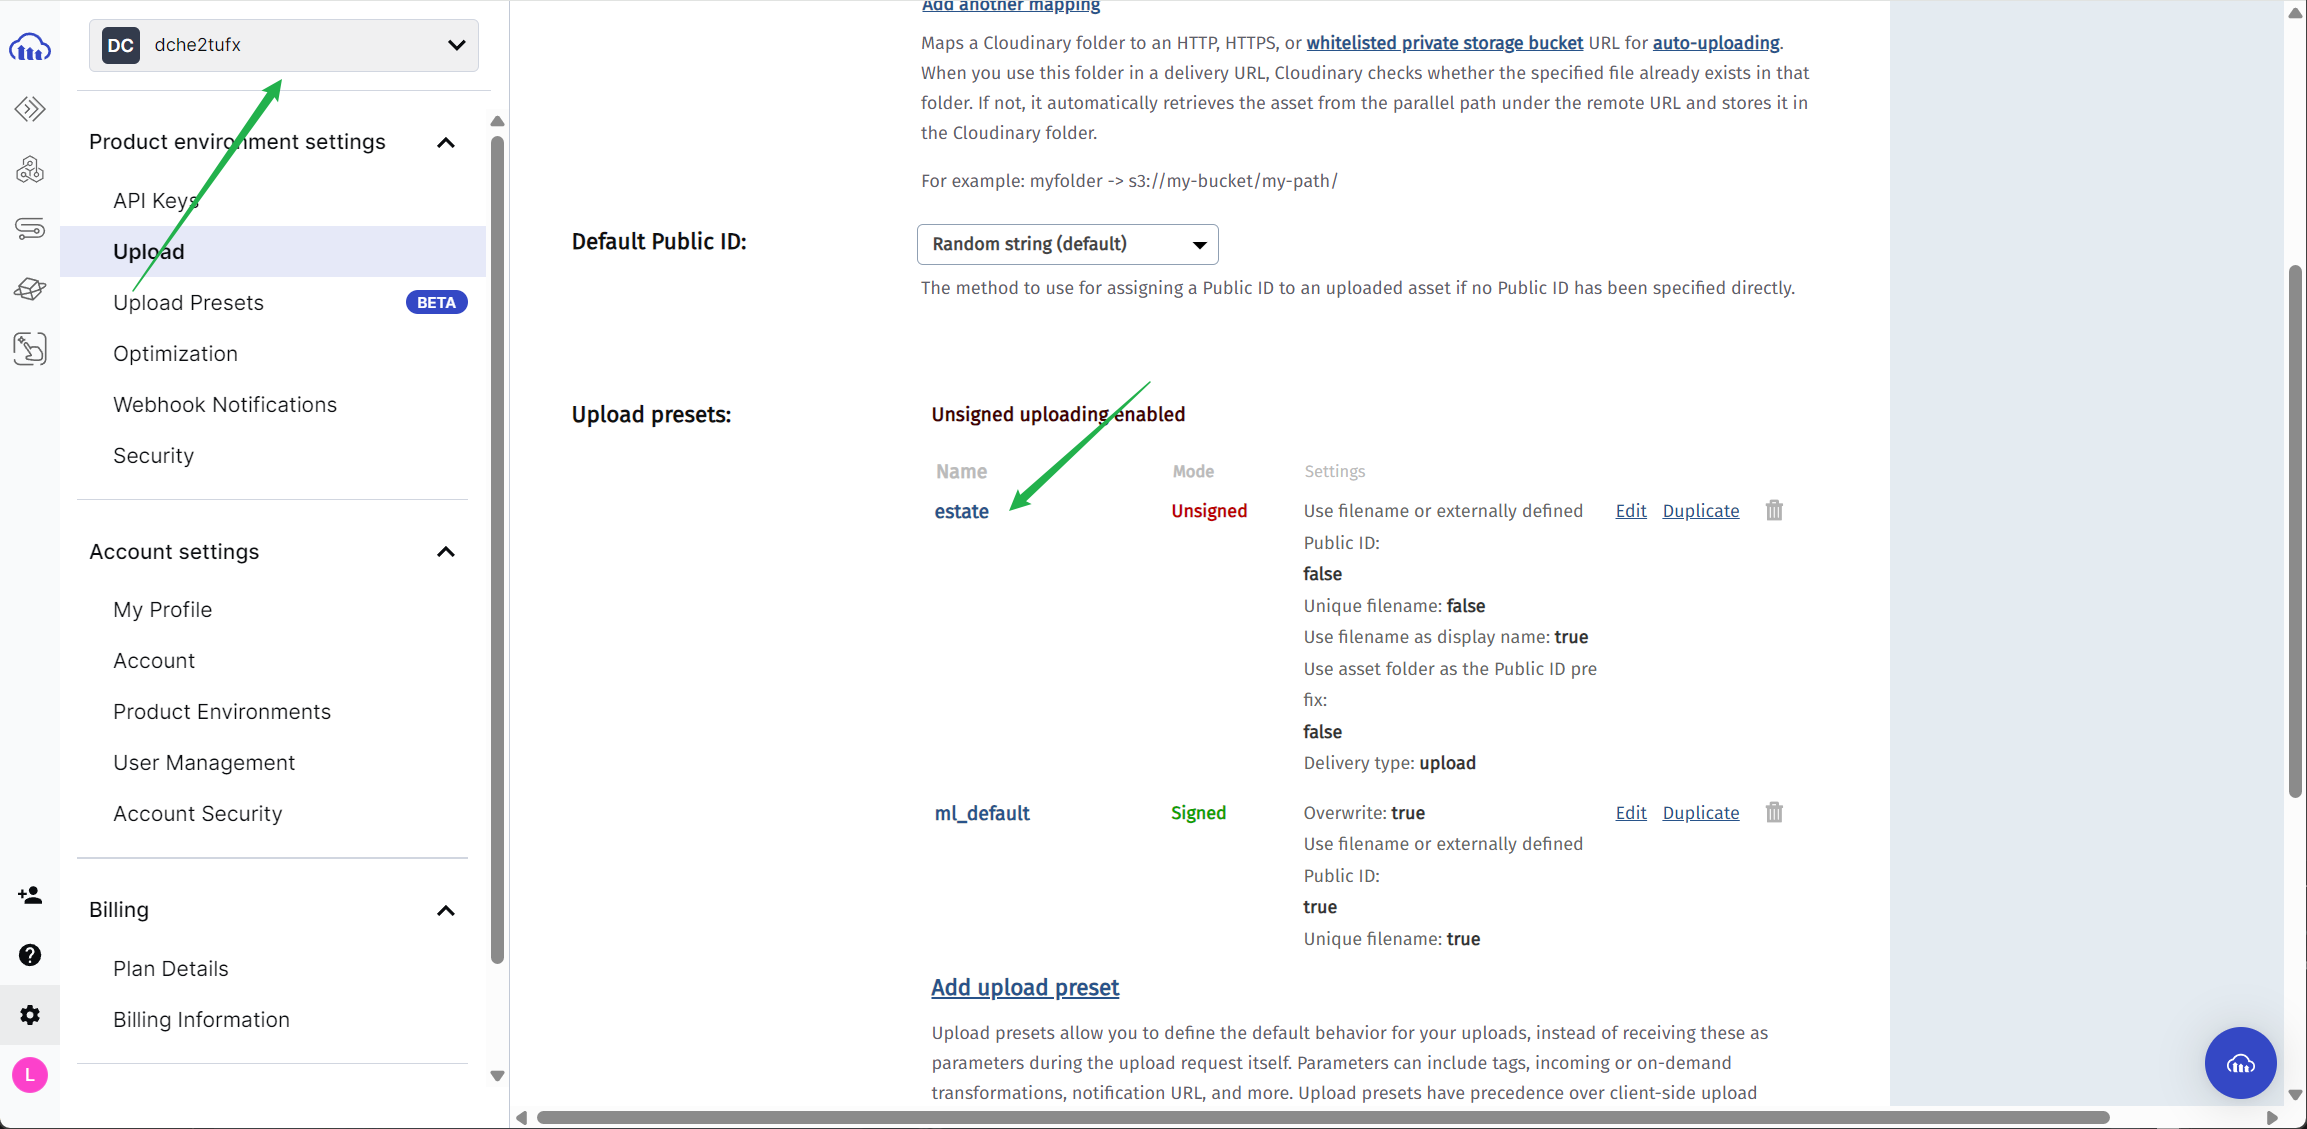 DC dche2tufx
Product environment settings
API Keys
Upload
Upload Presets BETA
Optimization
Webhook Notifications
Security
Account settings
My Profile
Account
Product Environments
User Management
Account Security
Billing
Plan Details
Billing Information
L
Add another mapping
Maps a Cloudinary folder to an HTTP, HTTPS, or whitelisted private storage bucket URL for auto-uploading.
When you use this folder in a delivery URL, Cloudinary checks whether the specified file already exists in that
folder. If not, it automatically retrieves the asset from the parallel path under the remote URL and stores it in
the Cloudinary folder.
For example: myfolder -> s3://my-bucket/my-path/
Default Public ID: Random string (default)
The method to use for assigning a Public ID to an uploaded asset if no Public ID has been specified directly.
Upload presets: Unsigned uploading enabled
Name Mode Settings
estate Unsigned Use filename or externally defined Edit Duplicate
Public ID:
false
Unique filename: false
Use filename as display name: true
Use asset folder as the Public ID pre
fix:
false
Delivery type: upload
ml_default Signed Overwrite: true Edit Duplicate
Use filename or externally defined
Public ID:
true
Unique filename: true
Add upload preset
Upload presets allow you to define the default behavior for your uploads, instead of receiving these as
parameters during the upload request itself. Parameters can include tags, incoming or on-demand
transformations, notification URL, and more. Upload presets have precedence over client-side upload